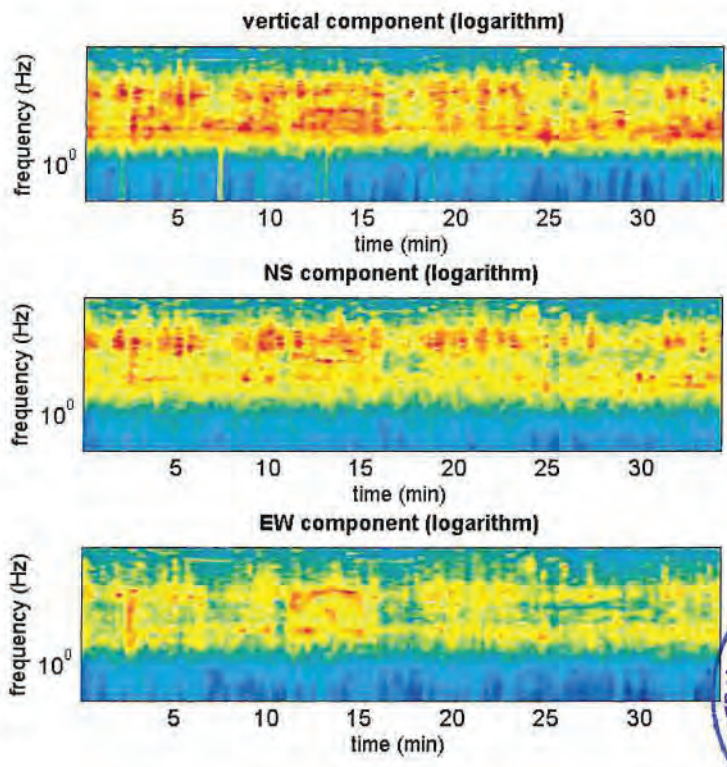 vertical component (logarithm)
frequency (Hz)
10⁰
5 10 15 20 25 30
time (min)
NS component (logarithm)
frequency (Hz)
10⁰
5 10 15 20 25 30
time (min)
EW component (logarithm)
frequency (Hz)
10⁰
5 10 15 20 25 30
time (min)